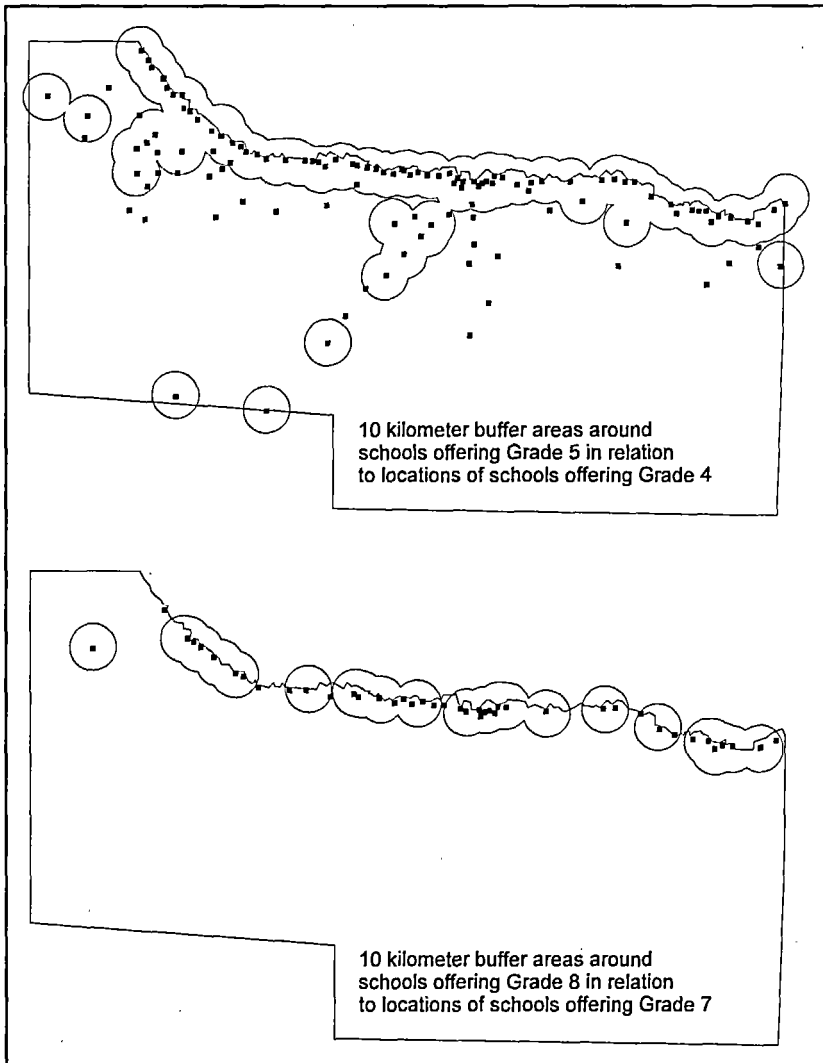 10 kilometer buffer areas around
schools offering Grade 5 in relation
to locations of schools offering Grade 4
10 kilometer buffer areas around
schools offering Grade 8 in relation
to locations of schools offering Grade 7